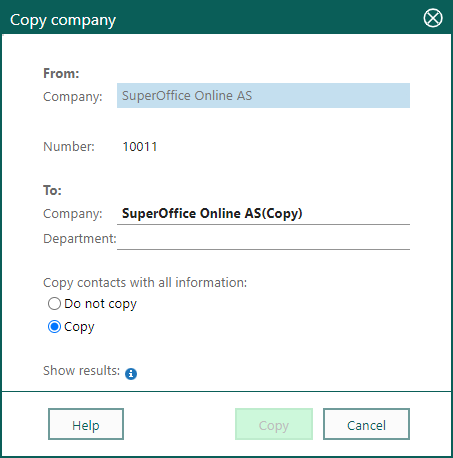 Copy company
From:
Company: SuperOffice Online AS
Number: 10011
To:
Company: SuperOffice Online AS(Copy)
Department:
Copy contacts with all information:
Do not copy
Copy
Show results:
Help Copy Cancel